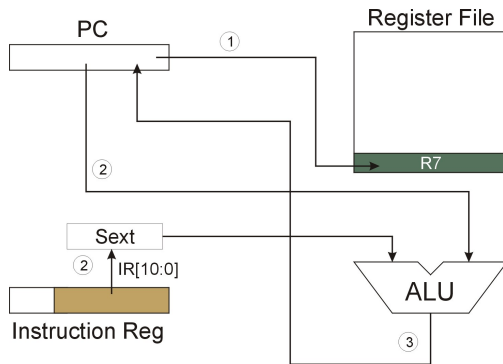 PC
Register File
1
R7
2
Sext
2
IR[10:0]
ALU
Instruction Reg
3